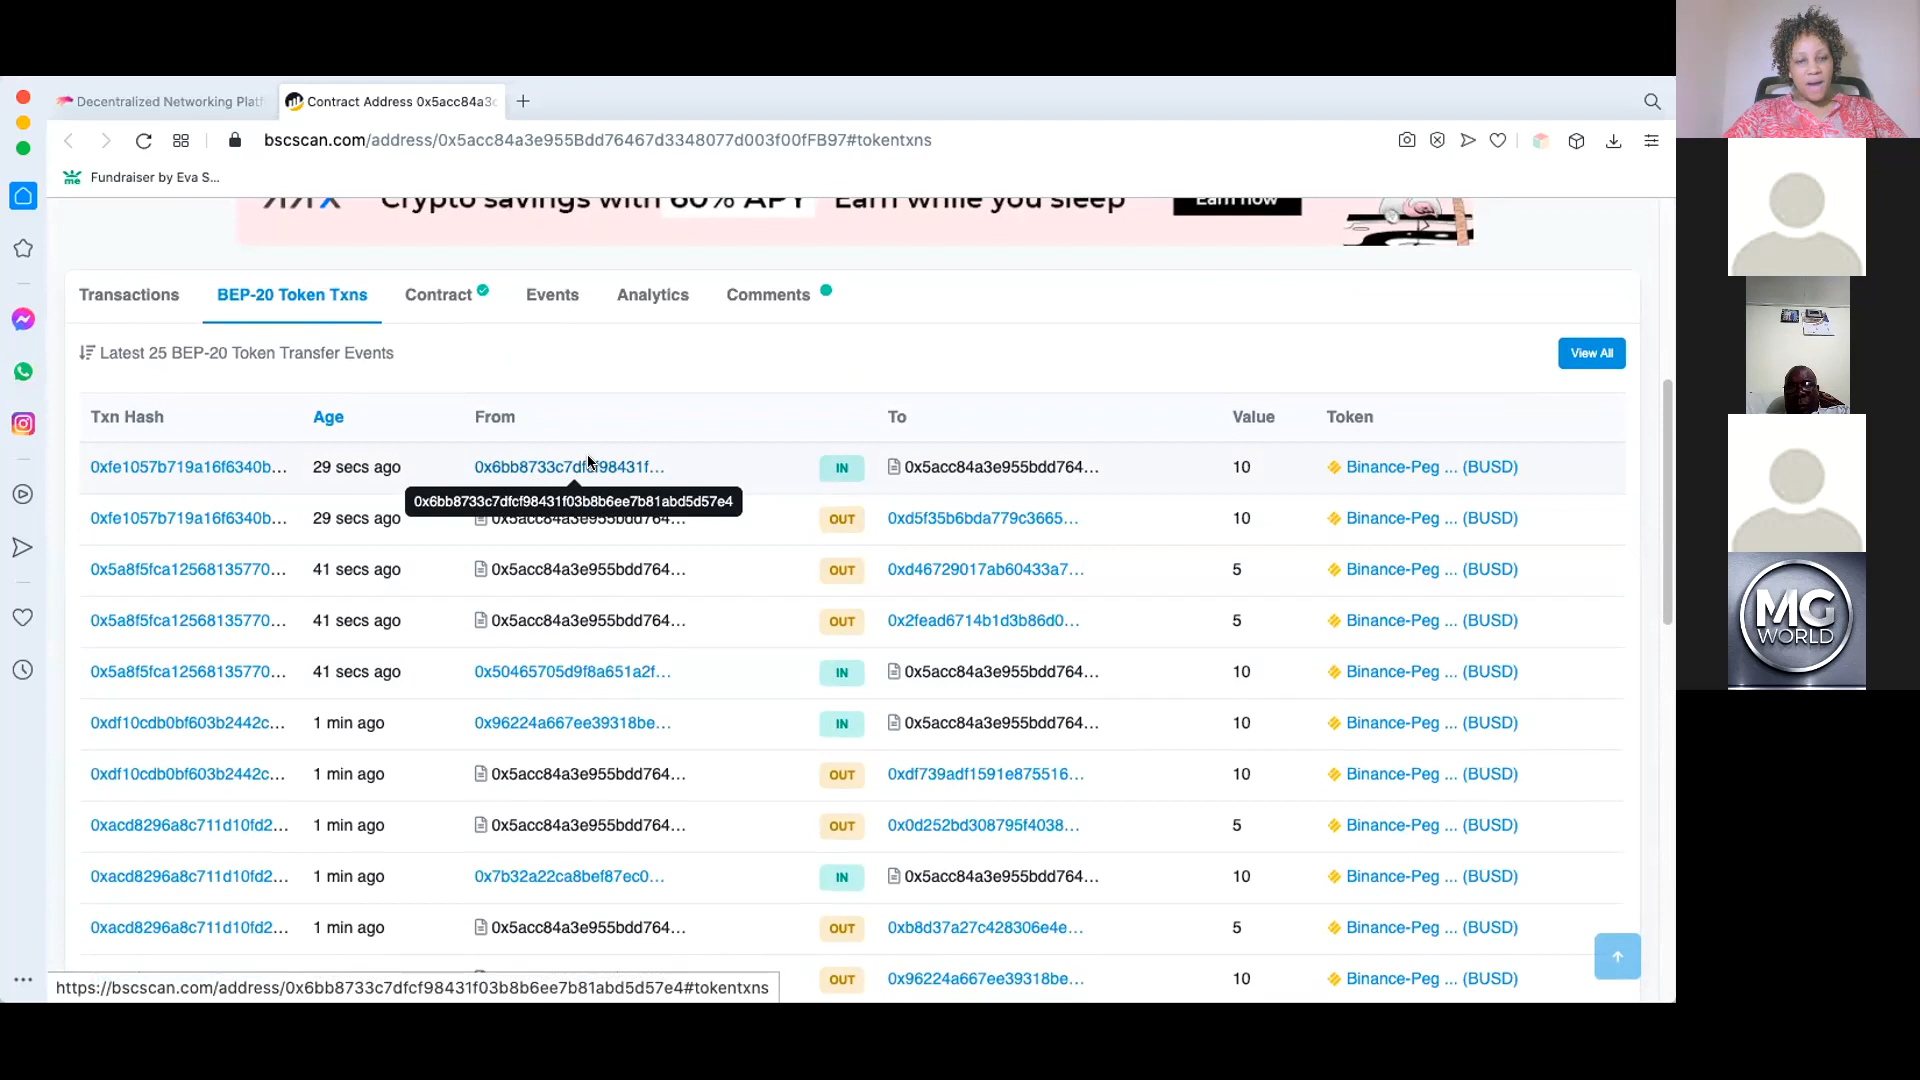 Decentralized Networking Platf
Contract Address 0x5acc84a3c
bscscan.com/address/0x5acc84a3e955Bdd76467d3348077d003f00fFB97#tokentxns
Fundraiser by Eva S...
Crypto savings with 60% APY Earn while you sleep Earn now
Transactions BEP-20 Token Txns Contract Events Analytics Comments
Latest 25 BEP-20 Token Transfer Events View All
Txn Hash Age From To Value Token
0xfe1057b719a16f6340b... 29 secs ago 0x6bb8733c7dfcf98431f... IN 0x5acc84a3e955bdd764... 10 Binance-Peg ... (BUSD)
0x6bb8733c7dfcf98431f03b8b6ee7b81abd5d57e4
0xfe1057b719a16f6340b... 29 secs ago 0x5acc84a3e955bdd764... OUT 0xd5f35b6bda779c3665... 10 Binance-Peg ... (BUSD)
0x5a8f5fca12568135770... 41 secs ago 0x5acc84a3e955bdd764... OUT 0xd46729017ab60433a7... 5 Binance-Peg ... (BUSD)
0x5a8f5fca12568135770... 41 secs ago 0x5acc84a3e955bdd764... OUT 0x2fead6714b1d3b86d0... 5 Binance-Peg ... (BUSD)
0x5a8f5fca12568135770... 41 secs ago 0x50465705d9f8a651a2f... IN 0x5acc84a3e955bdd764... 10 Binance-Peg ... (BUSD)
0xdf10cdb0bf603b2442c... 1 min ago 0x96224a667ee39318be... IN 0x5acc84a3e955bdd764... 10 Binance-Peg ... (BUSD)
0xdf10cdb0bf603b2442c... 1 min ago 0x5acc84a3e955bdd764... OUT 0xdf739adf1591e875516... 10 Binance-Peg ... (BUSD)
0xacd8296a8c711d10fd2... 1 min ago 0x5acc84a3e955bdd764... OUT 0x0d252bd308795f4038... 5 Binance-Peg ... (BUSD)
0xacd8296a8c711d10fd2... 1 min ago 0x7b32a22ca8bef87ec0... IN 0x5acc84a3e955bdd764... 10 Binance-Peg ... (BUSD)
0xacd8296a8c711d10fd2... 1 min ago 0x5acc84a3e955bdd764... OUT 0xb8d37a27c428306e4e... 5 Binance-Peg ... (BUSD)
OUT 0x96224a667ee39318be... 10 Binance-Peg ... (BUSD)
https://bscscan.com/address/0x6bb8733c7dfcf98431f03b8b6ee7b81abd5d57e4#tokentxns
MG
WORLD